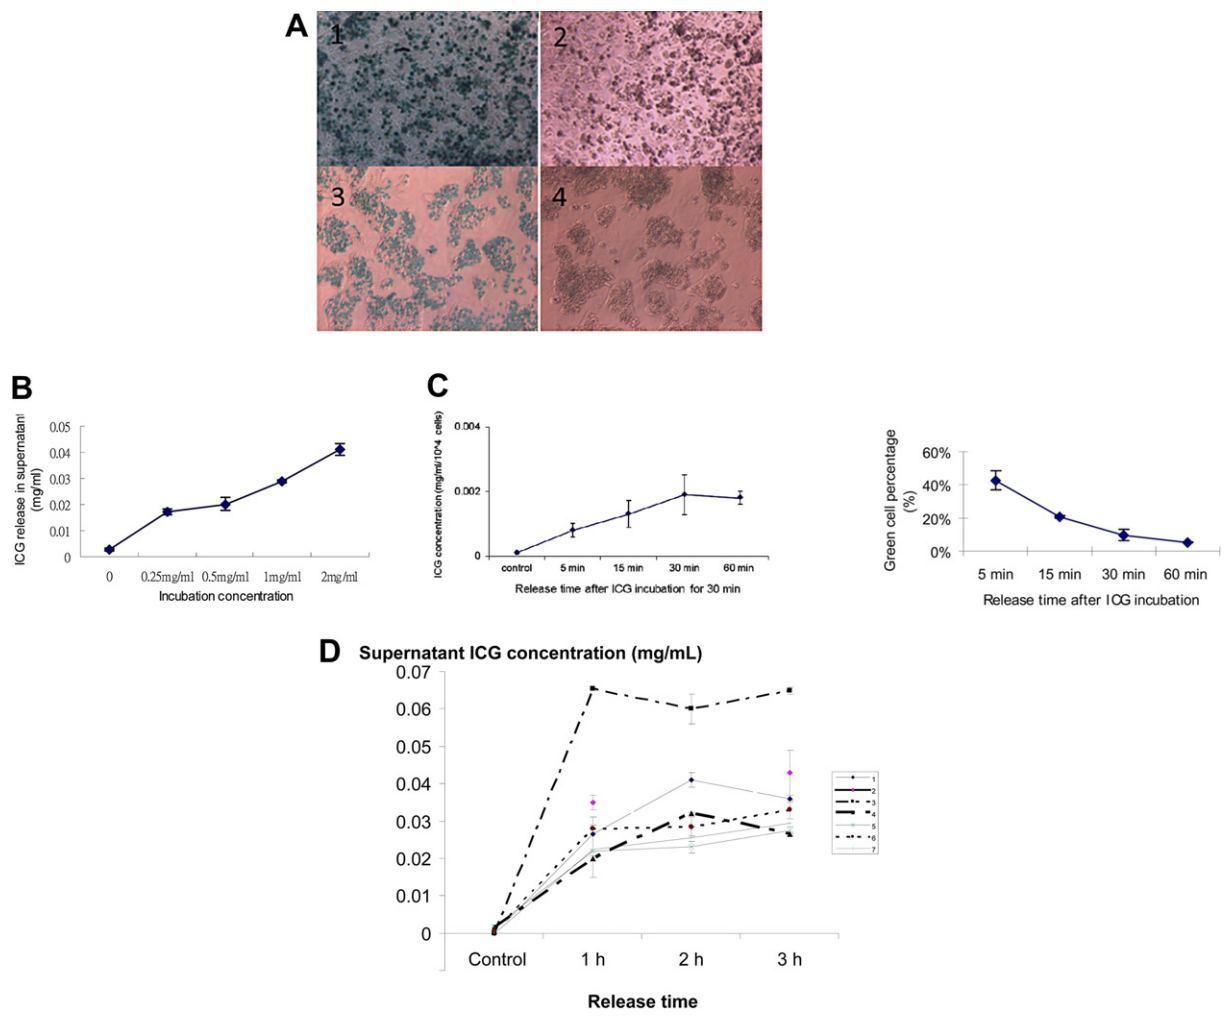 A
1
2
3
4
B
ICG release in supernatant
(mg/ml)
0.05
0.04
0.03
0.02
0.01
0
0
0.25mg/ml
0.5mg/ml
1mg/ml
2mg/ml
Incubation concentration
C
ICG concentration (mg/ml/10^4 cells)
0.004
0.002
0
control
5 min
15 min
30 min
60 min
Release time after ICG incubation for 30 min
Green cell percentage
(%)
60%
40%
20%
0%
5 min
15 min
30 min
60 min
Release time after ICG incubation
D
Supernatant ICG concentration (mg/mL)
0.07
0.06
0.05
0.04
0.03
0.02
0.01
0
Control
1 h
2 h
3 h
Release time
1
2
3
4
5
6
7